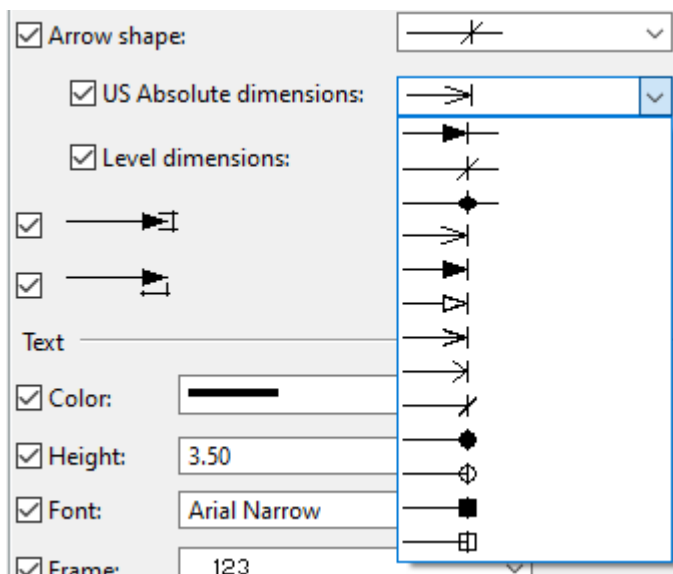 Arrow shape:
US Absolute dimensions:
Level dimensions:
Text
Color:
Height: 3.50
Font: Arial Narrow
Frame: 123